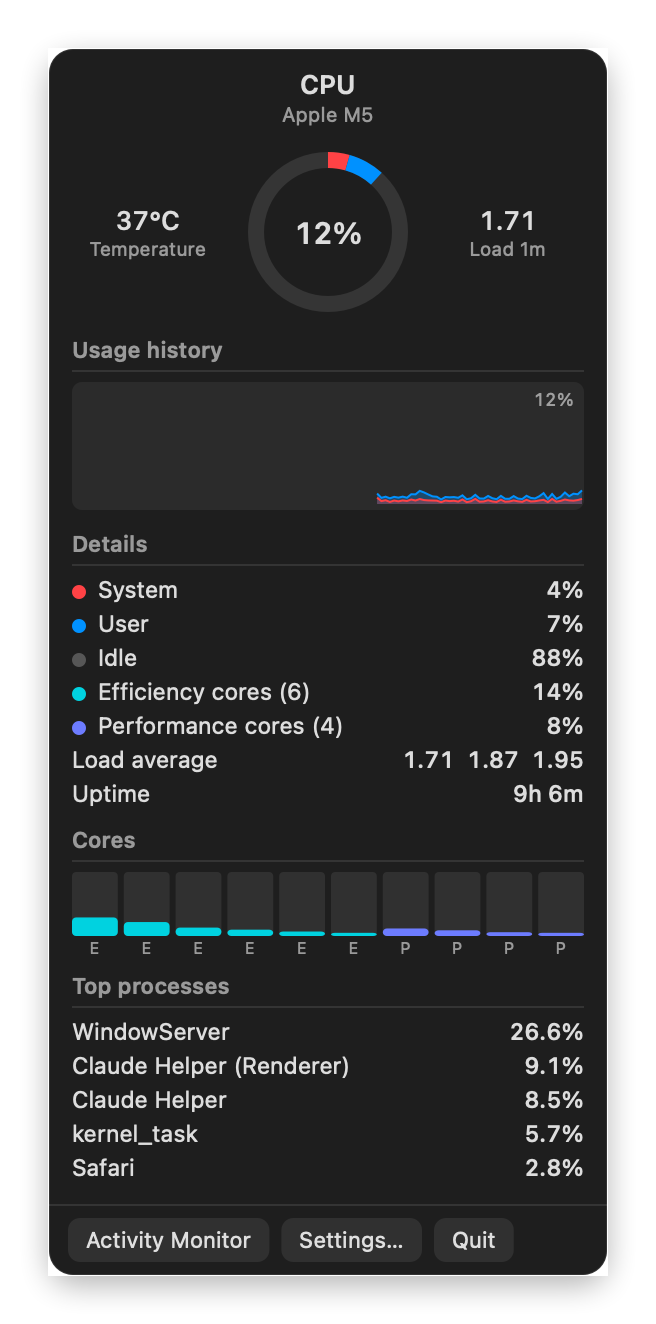 CPU
Apple M5
37°C
Temperature
12%
1.71
Load 1m
Usage history
12%
Details
System 4%
User 7%
Idle 88%
Efficiency cores (6) 14%
Performance cores (4) 8%
Load average 1.71 1.87 1.95
Uptime 9h 6m
Cores
E E E E E E P P P P
Top processes
WindowServer 26.6%
Claude Helper (Renderer) 9.1%
Claude Helper 8.5%
kernel_task 5.7%
Safari 2.8%
Activity Monitor Settings... Quit